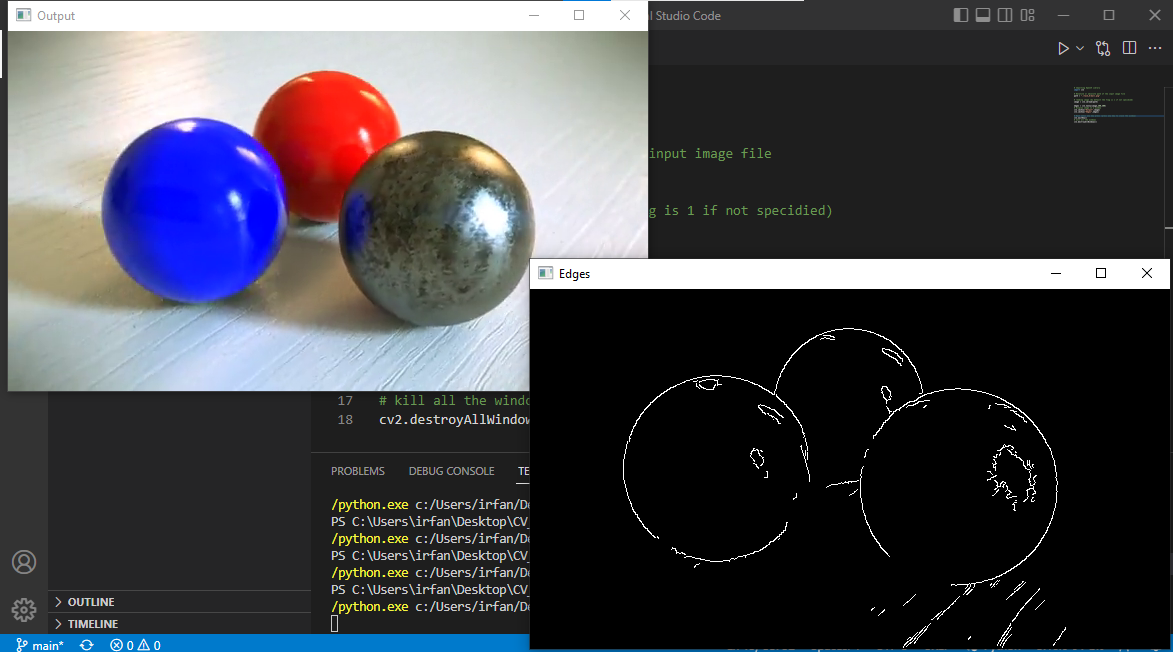 Output
l Studio Code
input image file
g is 1 if not specidied)
Edges
17 # kill all the windo
18 cv2.destroyAllWindow
PROBLEMS DEBUG CONSOLE TE
/python.exe c:/Users/irfan/De
PS C:\Users\irfan\Desktop\CV_
/python.exe c:/Users/irfan/De
PS C:\Users\irfan\Desktop\CV_
/python.exe c:/Users/irfan/De
PS C:\Users\irfan\Desktop\CV_
/python.exe c:/Users/irfan/De
OUTLINE
TIMELINE
main* 0 0